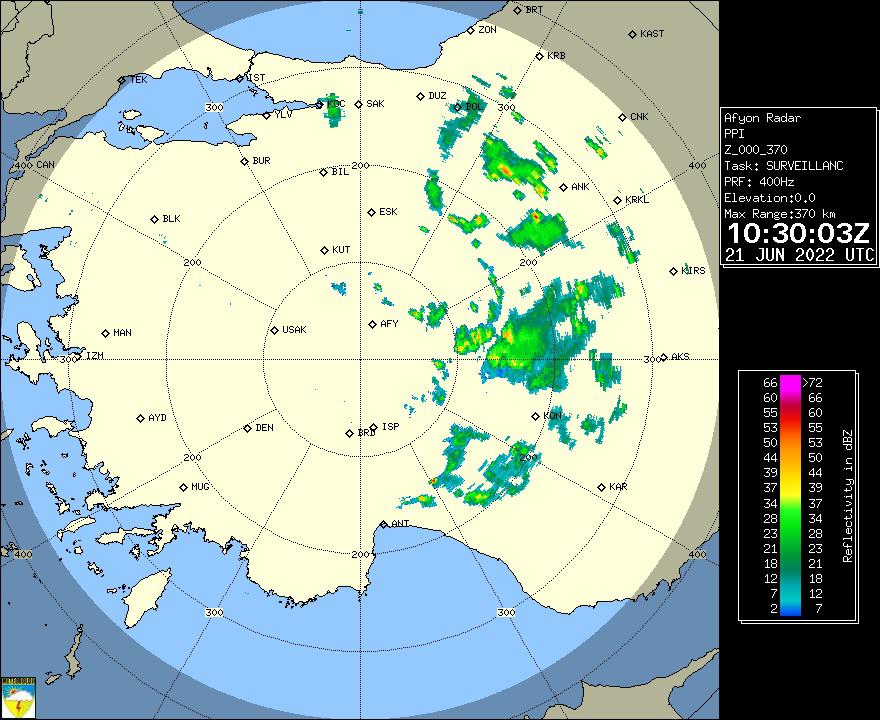 BRT
ZON
KAST
KRB
TEK
IST
DUZ
BOL
300
KOC
SAK
300
YLV
CNK
BUR
400
CAN
200
BIL
400
ANK
KRKL
BLK
ESK
KUT
200
200
KIRS
USAK
AFY
MAN
300
IZM
300
AKS
AYD
KON
DEN
BRD
ISP
200
200
MUG
KAR
ANT
400
200
400
300
300
METEOROLOJI
Afyon Radar
PPI
Z_000_370
Task: SURVEILLANC
PRF: 400Hz
Elevation:0.0
Max Range:370 km
10:30:03Z
21 JUN 2022 UTC
66 >72
60 66
55 60
53 55
50 53
44 50
39 44
37 39
34 37
28 34
23 28
21 23
18 21
12 18
7 12
2 7
Reflectivity in dBZ